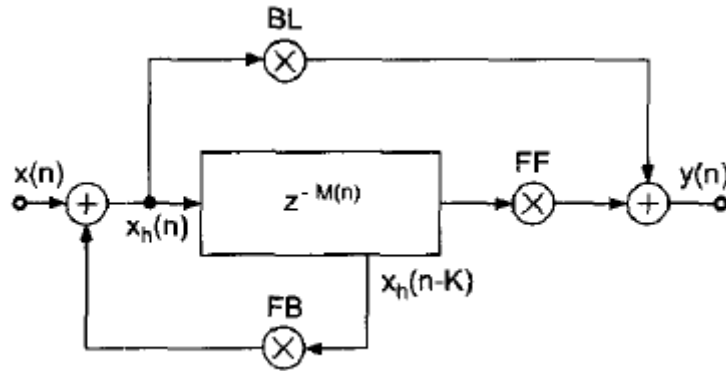 BL
x(n)
FF
y(n)
z^-M(n)
x_h(n)
x_h(n-K)
FB